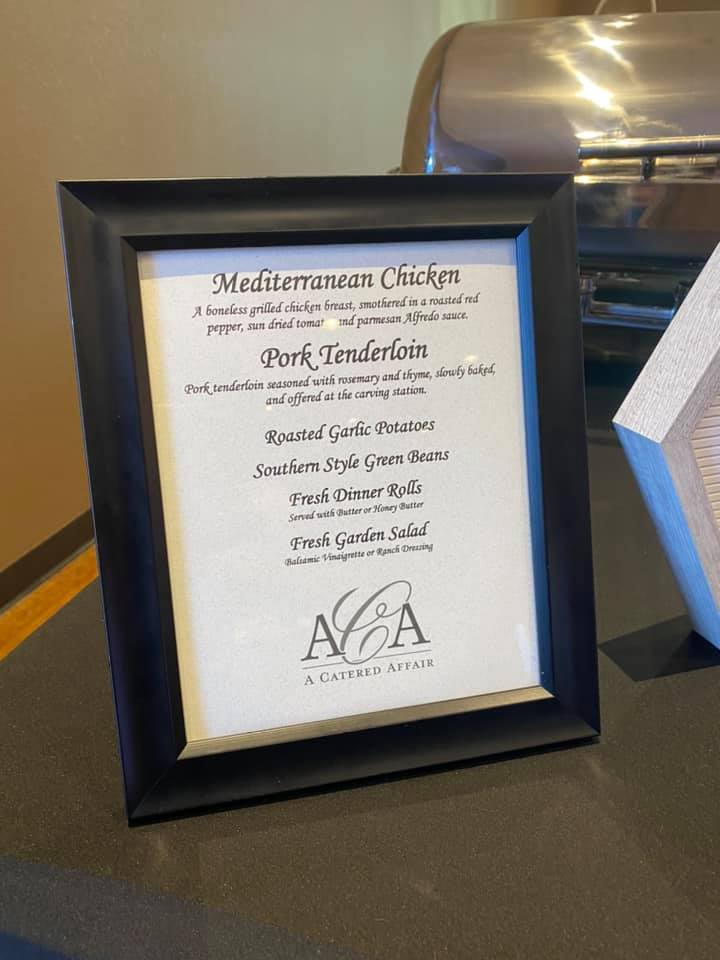 Mediterranean Chicken
A boneless grilled chicken breast, smothered in a roasted red
pepper, sun dried and parmesan Alfredo sauce.
Pork Tenderloin
Pork tenderloin seasoned with rosemary and thyme, slowly baked,
and offered at the carving station.
Roasted Garlic Potatoes
Southern Style Green Beans
Fresh Dinner Rolls
Served with Butter or Honey Butter
Fresh Garden Salad
Balsamic Vinaigrette or Ranch Dressing
ACA
A Catered Affair